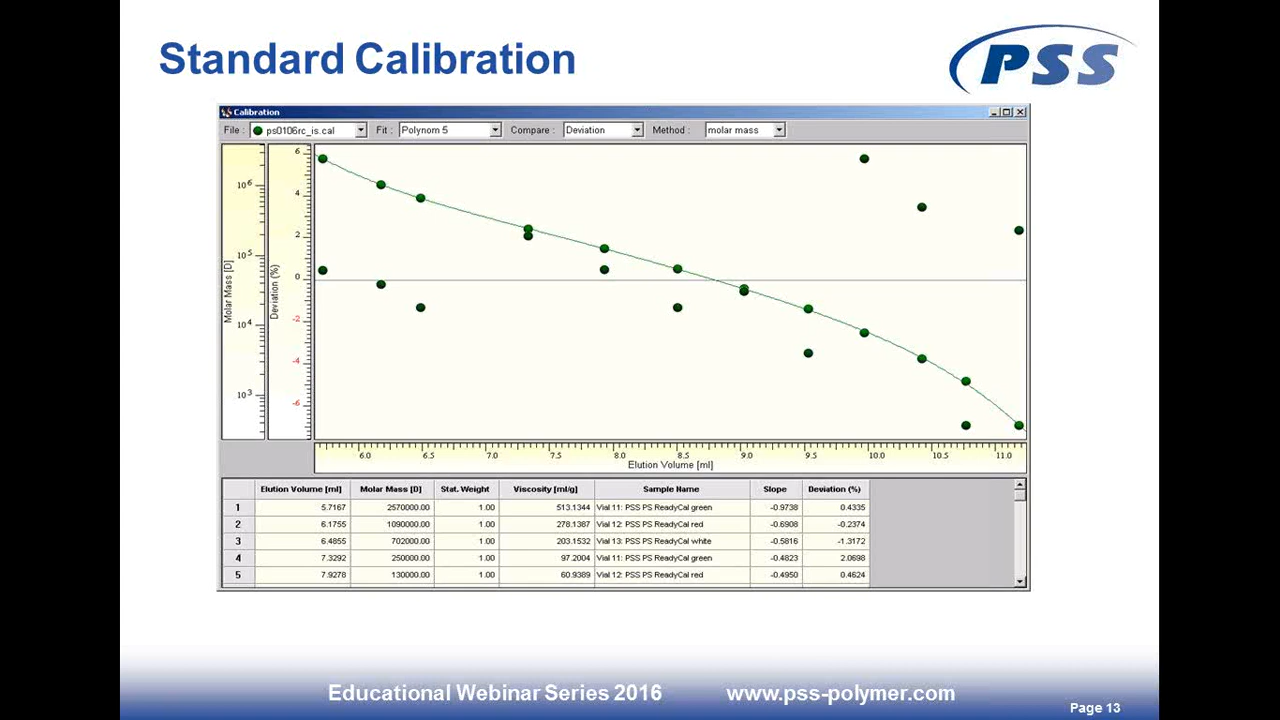 Standard Calibration
PSS
Calibration
File : ps0106rc_is.cal Fit : Polynom 5 Compare : Deviation Method : molar mass
Molar Mass [D]
10^6
10^5
10^4
10^3
Deviation (%)
6
4
2
0
-2
-4
-6
6.0 6.5 7.0 7.5 8.0 8.5 9.0 9.5 10.0 10.5 11.0
Elution Volume [ml]
Elution Volume [ml] Molar Mass [D] Stat. Weight Viscosity [ml/g] Sample Name Slope Deviation (%)
1 5.7167 2570000.00 1.00 513.1344 Vial 11: PSS PS ReadyCal green -0.9738 0.4335
2 6.1755 1090000.00 1.00 278.1387 Vial 12: PSS PS ReadyCal red -0.6908 -0.2374
3 6.4855 702000.00 1.00 203.1532 Vial 13: PSS PS ReadyCal white -0.5816 -1.3172
4 7.3292 250000.00 1.00 97.2004 Vial 11: PSS PS ReadyCal green -0.4823 2.0698
5 7.9278 130000.00 1.00 60.9389 Vial 12: PSS PS ReadyCal red -0.4950 0.4624
Educational Webinar Series 2016 www.pss-polymer.com
Page 13